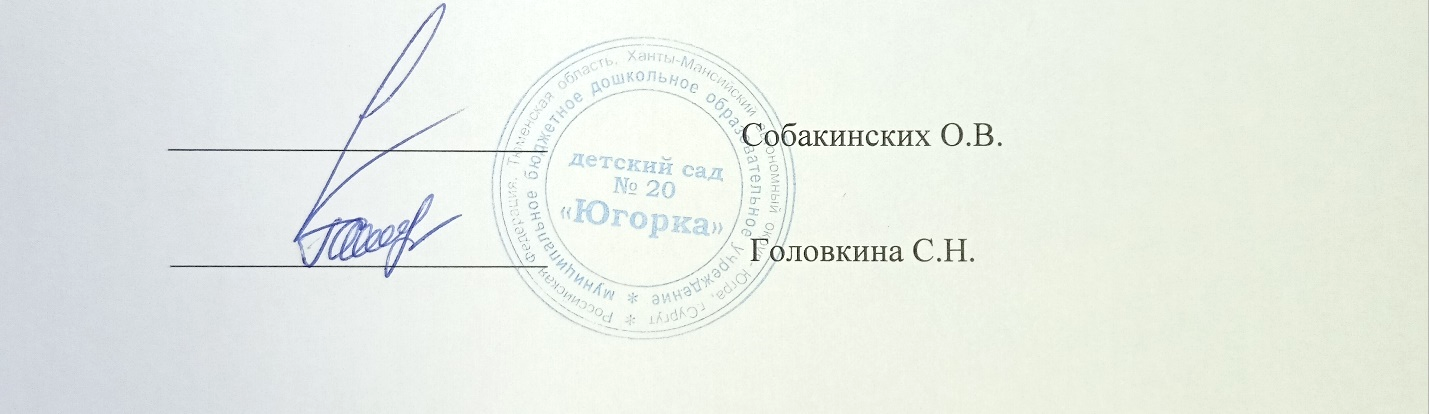 Собакинских О.В.
Российская Федерация, Тюменская область, Ханты-Мансийский автономный округ-Югра, г.Сургут *
муниципальное бюджетное дошкольное образовательное учреждение *
детский сад
№ 20
«Югорка»
Головкина С.Н.